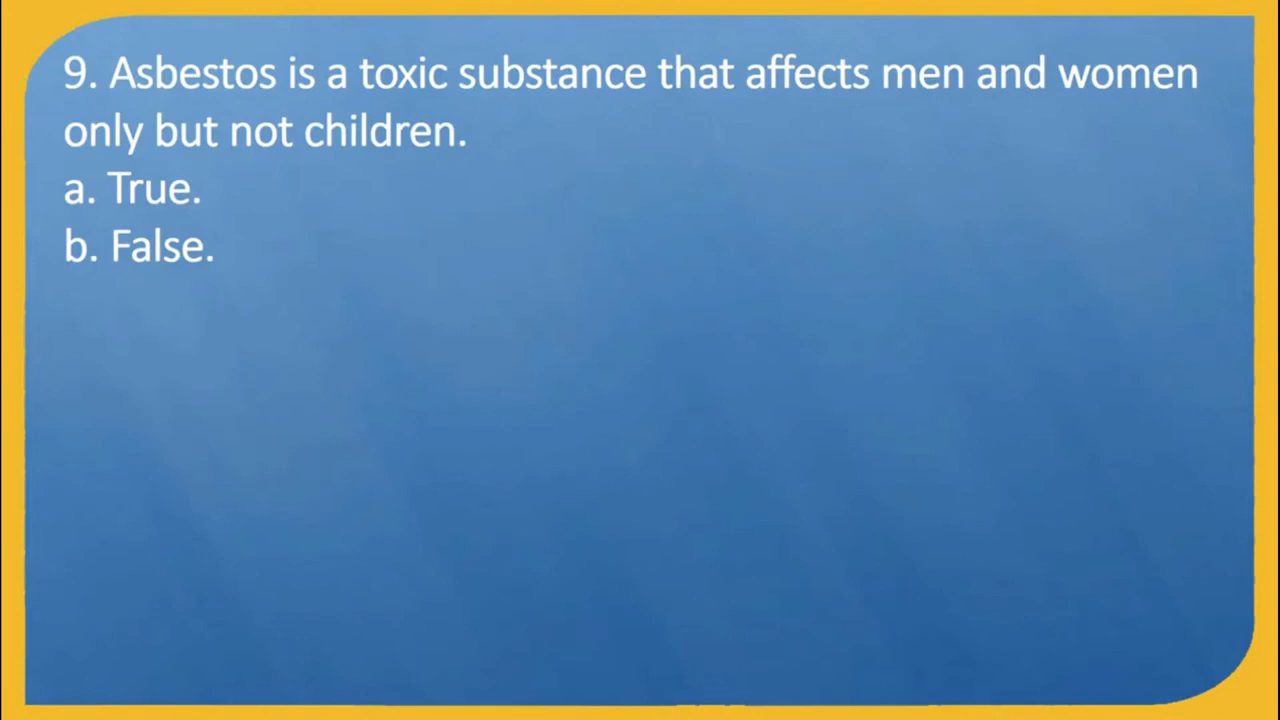 9. Asbestos is a toxic substance that affects men and women
only but not children.
a. True.
b. False.